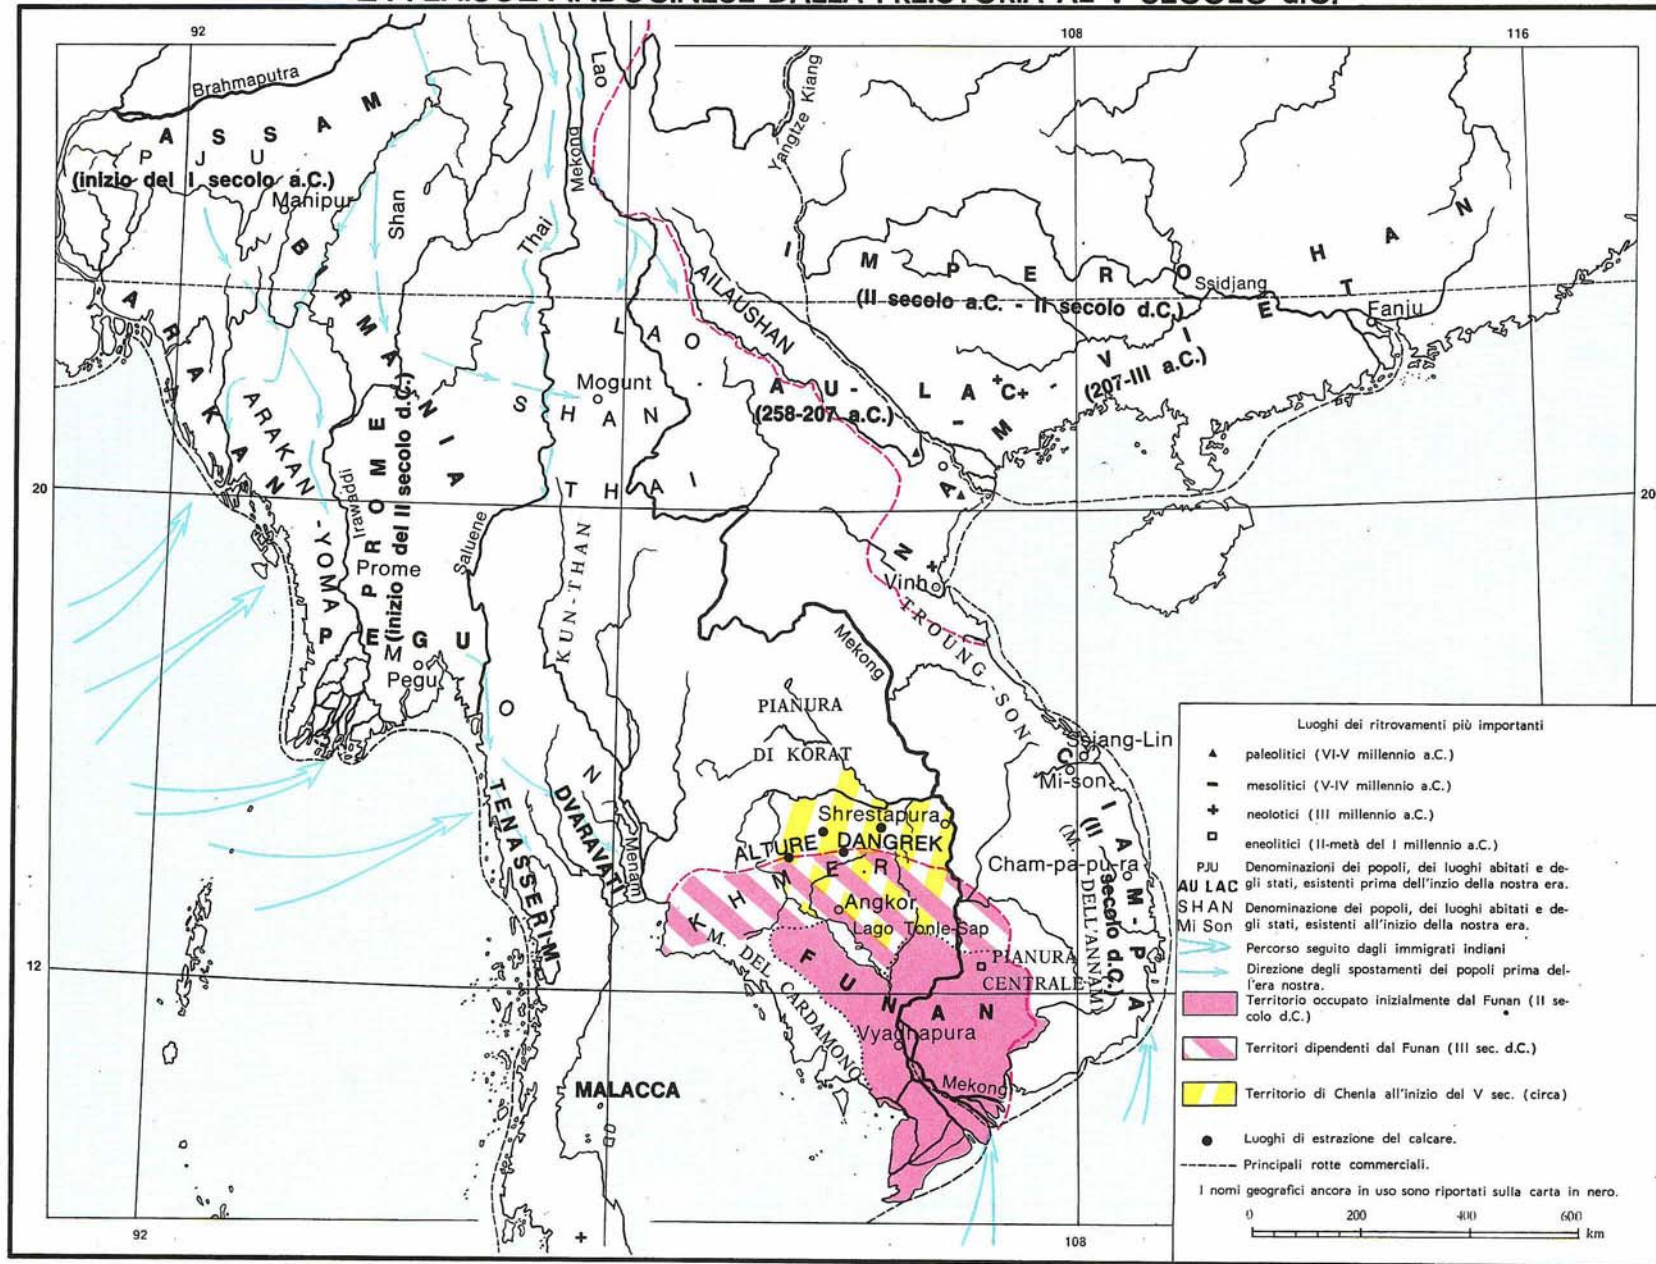 92
108
116
Brahmaputra
Lao
Mekong
Yangtze Kiang
ASSAM
PJU
(inizio del I secolo a.C.)
Manipur
Shan
Thai
BIRMANIA
IMPERO HAN
(II secolo a.C. - II secolo d.C.)
Ssidjang
Fanju
AILAUSHAN
LAO
ARAKAN
ARAKAN-YOMA
Mogunt
SHAN
THAI
AU-LAC
(258-207 a.C.)
NAM-VIET
(207-III a.C.)
20
20
PROME
(inizio del II secolo d.C.)
Irawaddi
Prome
Saluene
KUN-THAN
PEGU
Pegu
MON
Vinh
TROUNG-SON
Mekong
PIANURA
DI KORAT
Ssjang-Lin
Mi-son
CIAM-PA
(II secolo d.C.)
TENASSERIM
DVARAVATI
Menam
Shrestapura
ALTURE DANGREK
KHMER
Angkor
Lago Tonle-Sap
Cham-pa-pu-ra
(M. DELL'ANNAM)
M. DEL CARDAMONO
PIANURA
CENTRALE
FUNAN
Vyaghapura
Mekong
12
MALACCA
92
108
Luoghi dei ritrovamenti più importanti
paleolitici (VI-V millennio a.C.)
mesolitici (V-IV millennio a.C.)
neolotici (III millennio a.C.)
eneolitici (II-metà del I millennio a.C.)
PJU Denominazioni dei popoli, dei luoghi abitati e de-
AU LAC gli stati, esistenti prima dell'inzio della nostra era.
SHAN Denominazione dei popoli, dei luoghi abitati e de-
Mi Son gli stati, esistenti all'inizio della nostra era.
Percorso seguito dagli immigrati indiani
Direzione degli spostamenti dei popoli prima del-
l'era nostra.
Territorio occupato inizialmente dal Funan (II se-
colo d.C.)
Territori dipendenti dal Funan (III sec. d.C.)
Territorio di Chenla all'inizio del V sec. (circa)
Luoghi di estrazione del calcare.
Principali rotte commerciali.
I nomi geografici ancora in uso sono riportati sulla carta in nero.
0 200 400 600
km